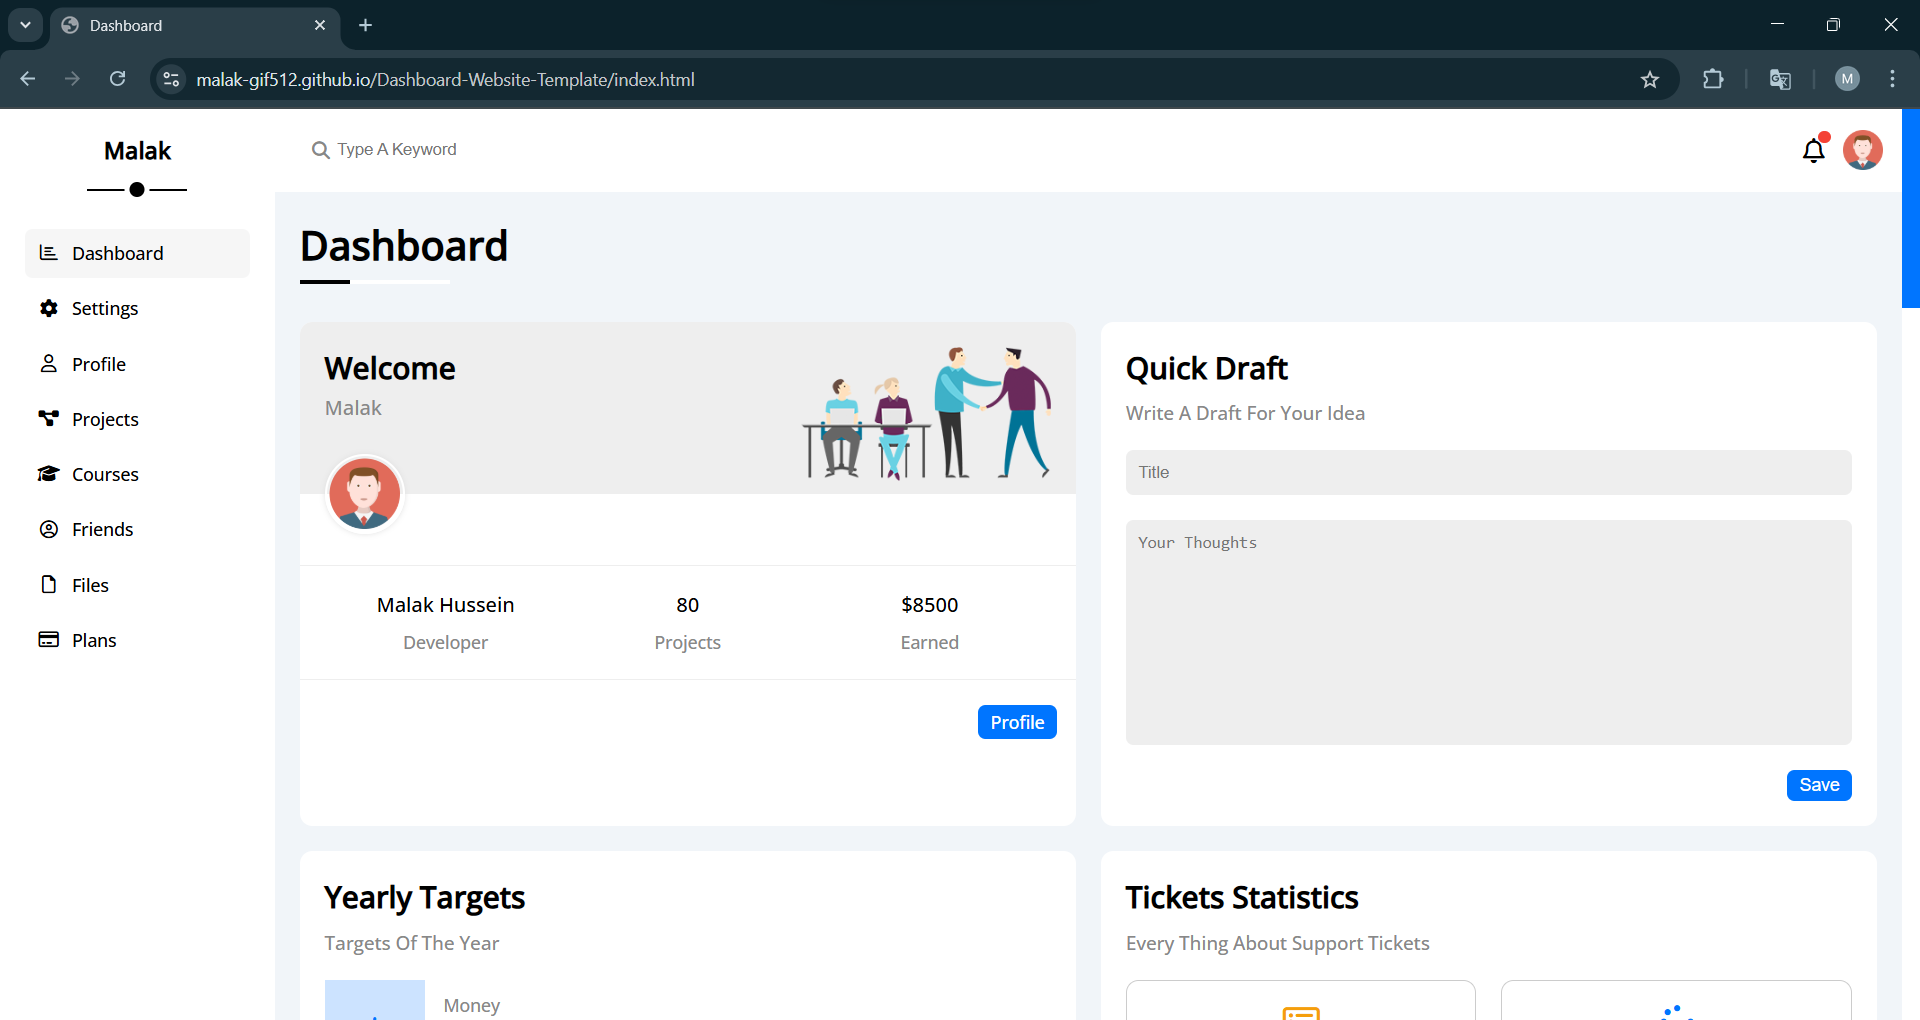 Dashboard
malak-gif512.github.io/Dashboard-Website-Template/index.html
M
Malak
Type A Keyword
Dashboard
Settings
Profile
Projects
Courses
Friends
Files
Plans
Dashboard
Welcome
Malak
Malak Hussein
Developer
80
Projects
$8500
Earned
Profile
Quick Draft
Write A Draft For Your Idea
Title
Your Thoughts
Save
Yearly Targets
Targets Of The Year
Money
Tickets Statistics
Every Thing About Support Tickets